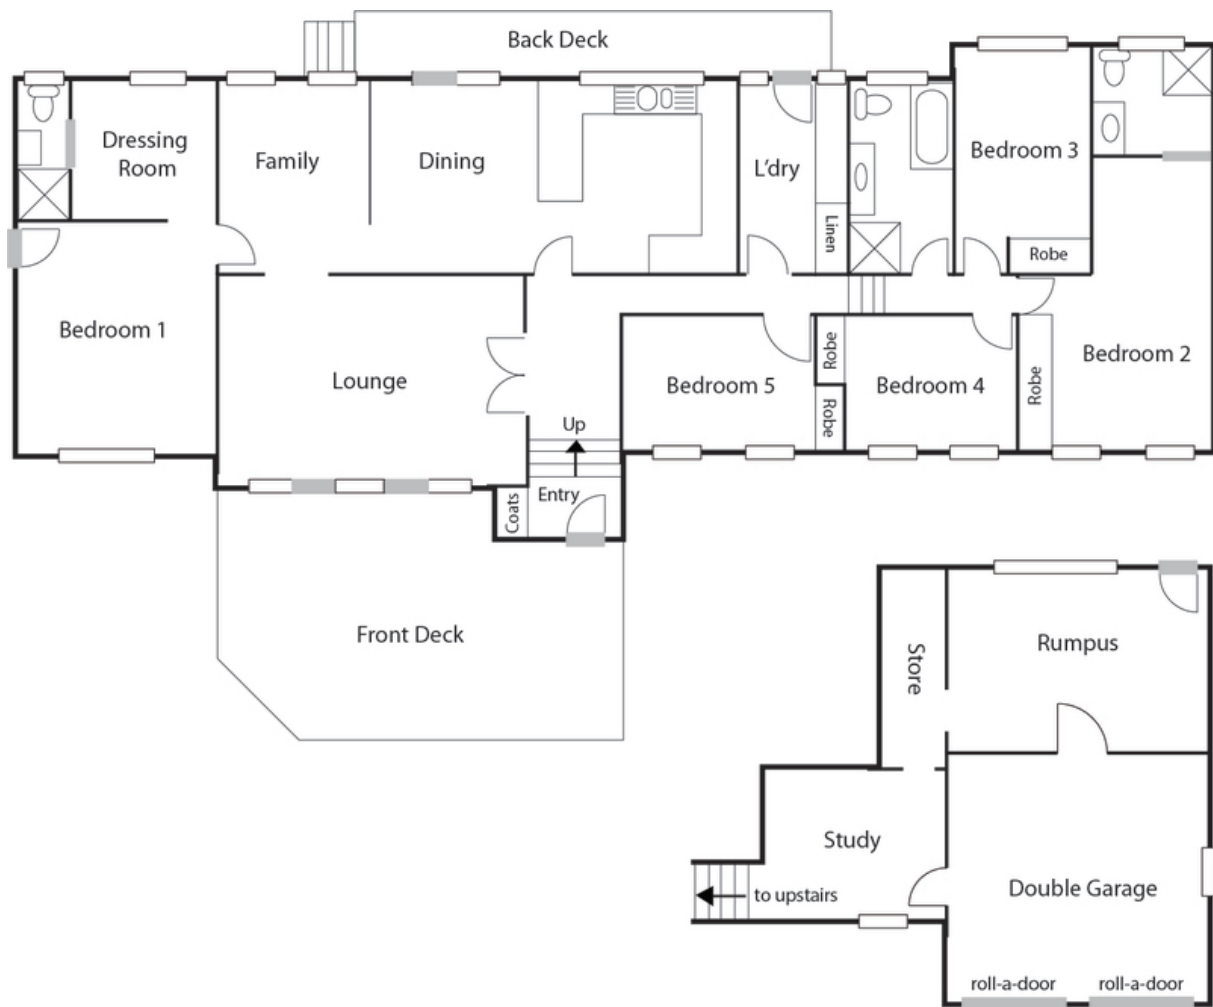 Back Deck
Dressing
Room
Family
Dining
L'dry
Linen
Bedroom 3
Robe
Bedroom 1
Lounge
Bedroom 5
Robe
Robe
Bedroom 4
Robe
Bedroom 2
Up
Entry
Coats
Front Deck
Store
Rumpus
Study
to upstairs
Double Garage
roll-a-door
roll-a-door